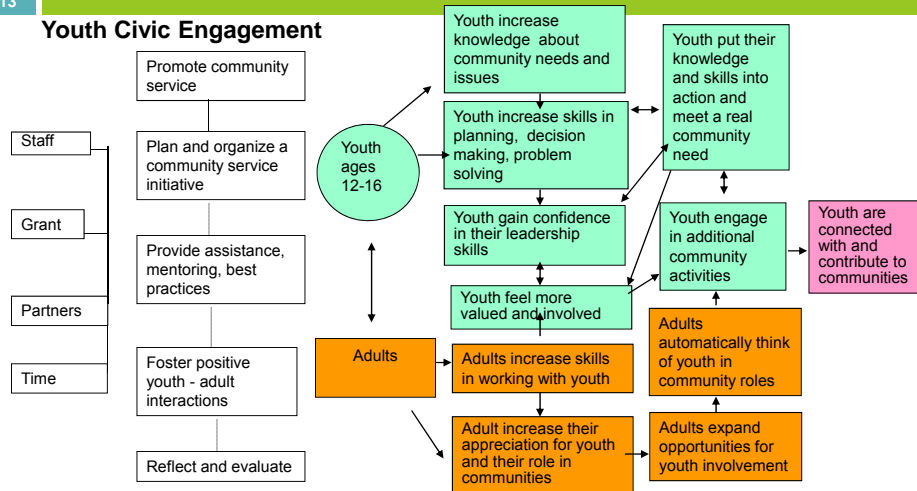 13
Youth Civic Engagement
Staff
Grant
Partners
Time
Promote community
service
Plan and organize a
community service
initiative
Provide assistance,
mentoring, best
practices
Foster positive
youth - adult
interactions
Reflect and evaluate
Youth
ages
12-16
Adults
Youth increase
knowledge about
community needs and
issues
Youth increase skills in
planning, decision
making, problem
solving
Youth gain confidence
in their leadership
skills
Youth feel more
valued and involved
Adults increase skills
in working with youth
Adult increase their
appreciation for youth
and their role in
communities
Youth put their
knowledge
and skills into
action and
meet a real
community
need
Youth engage
in additional
community
activities
Adults
automatically think
of youth in
community roles
Adults expand
opportunities for
youth involvement
Youth are
connected
with and
contribute to
communities